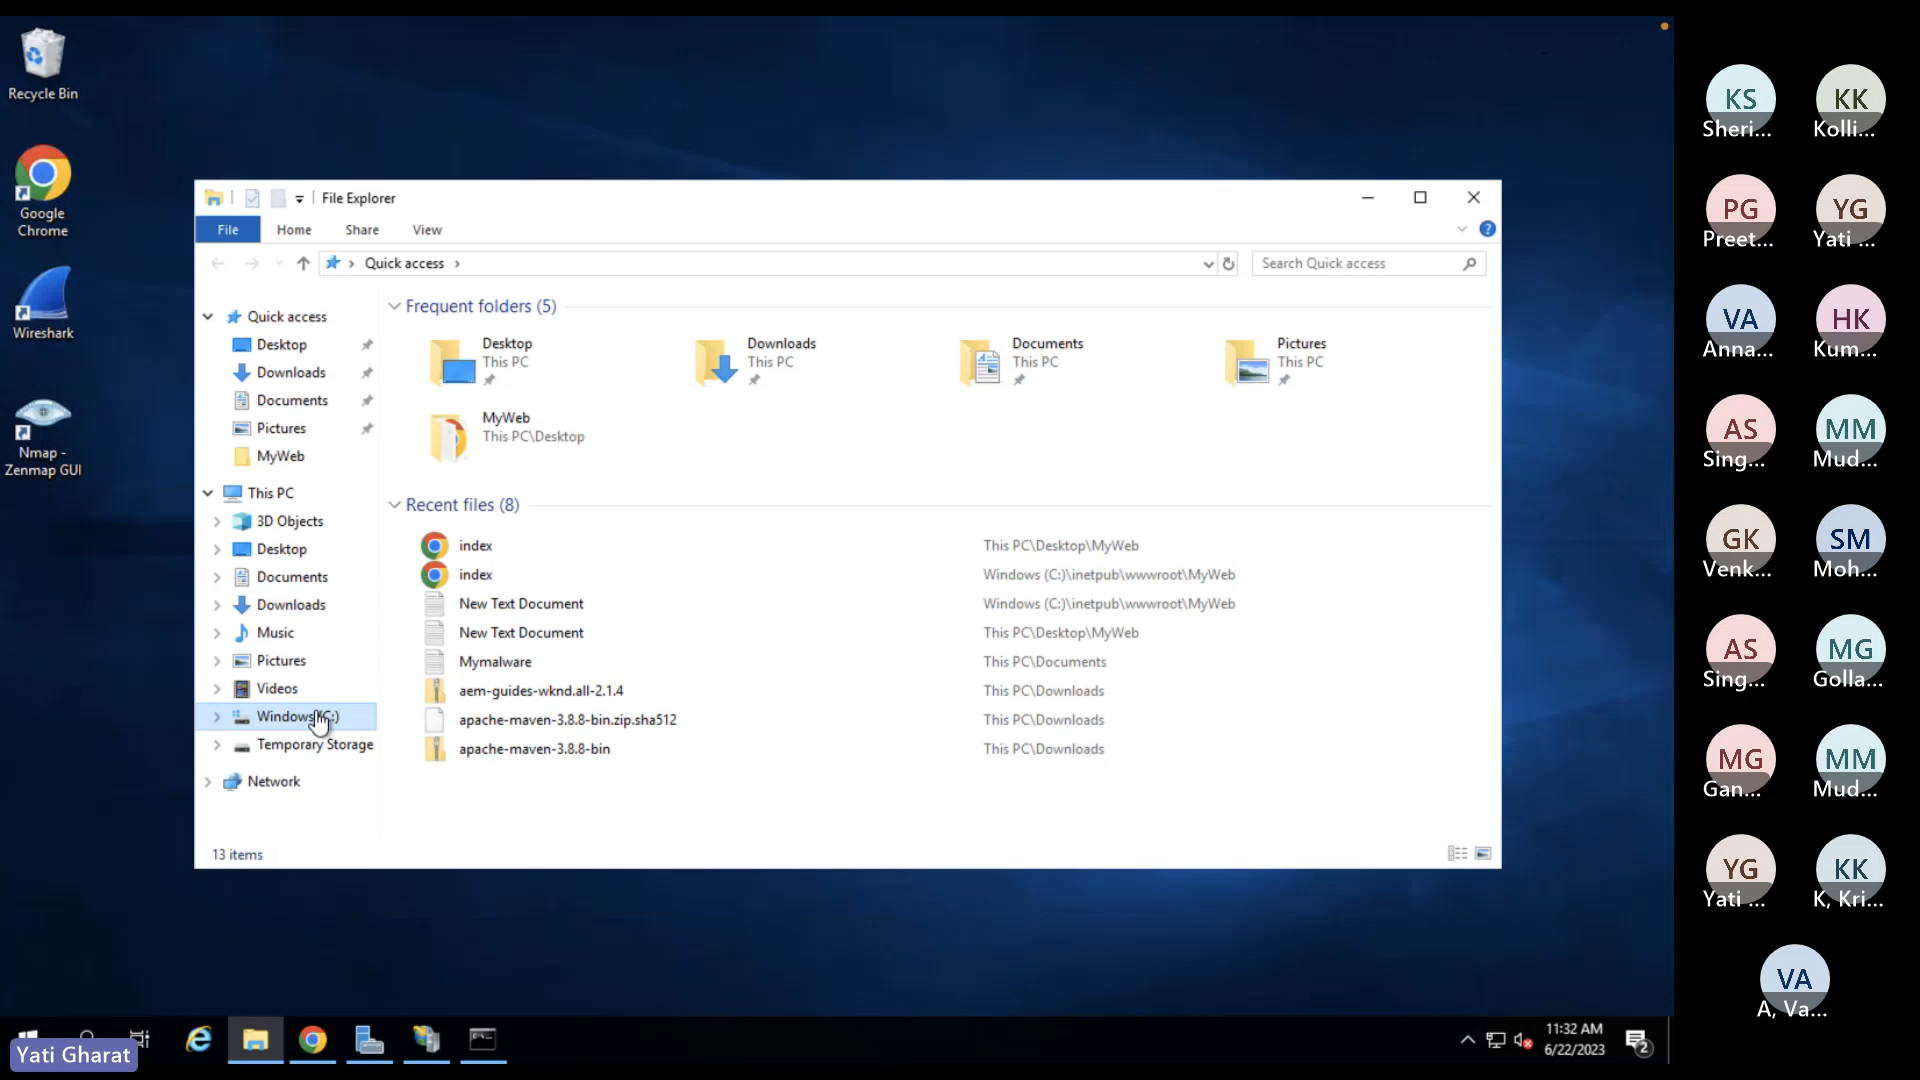 Recycle Bin
Google
Chrome
Wireshark
Nmap -
Zenmap GUI
File Explorer
File
Home
Share
View
Quick access
Search Quick access
Quick access
Desktop
Downloads
Documents
Pictures
MyWeb
This PC
3D Objects
Desktop
Documents
Downloads
Music
Pictures
Videos
Windows (C:)
Temporary Storage
Network
Frequent folders (5)
Desktop
This PC
Downloads
This PC
Documents
This PC
Pictures
This PC
MyWeb
This PC\Desktop
Recent files (8)
index This PC\Desktop\MyWeb
index Windows (C:)\inetpub\wwwroot\MyWeb
New Text Document Windows (C:)\inetpub\wwwroot\MyWeb
New Text Document This PC\Desktop\MyWeb
Mymalware This PC\Documents
aem-guides-wknd.all-2.1.4 This PC\Downloads
apache-maven-3.8.8-bin.zip.sha512 This PC\Downloads
apache-maven-3.8.8-bin This PC\Downloads
13 items
KS
Sheri...
KK
Kolli...
PG
Preet...
YG
Yati ...
VA
Anna...
HK
Kum...
AS
Sing...
MM
Mud...
GK
Venk...
SM
Moh...
AS
Sing...
MG
Golla...
MG
Gan...
MM
Mud...
YG
Yati ...
KK
K, Kri...
VA
A, Va...
Yati Gharat
11:32 AM
6/22/2023
2